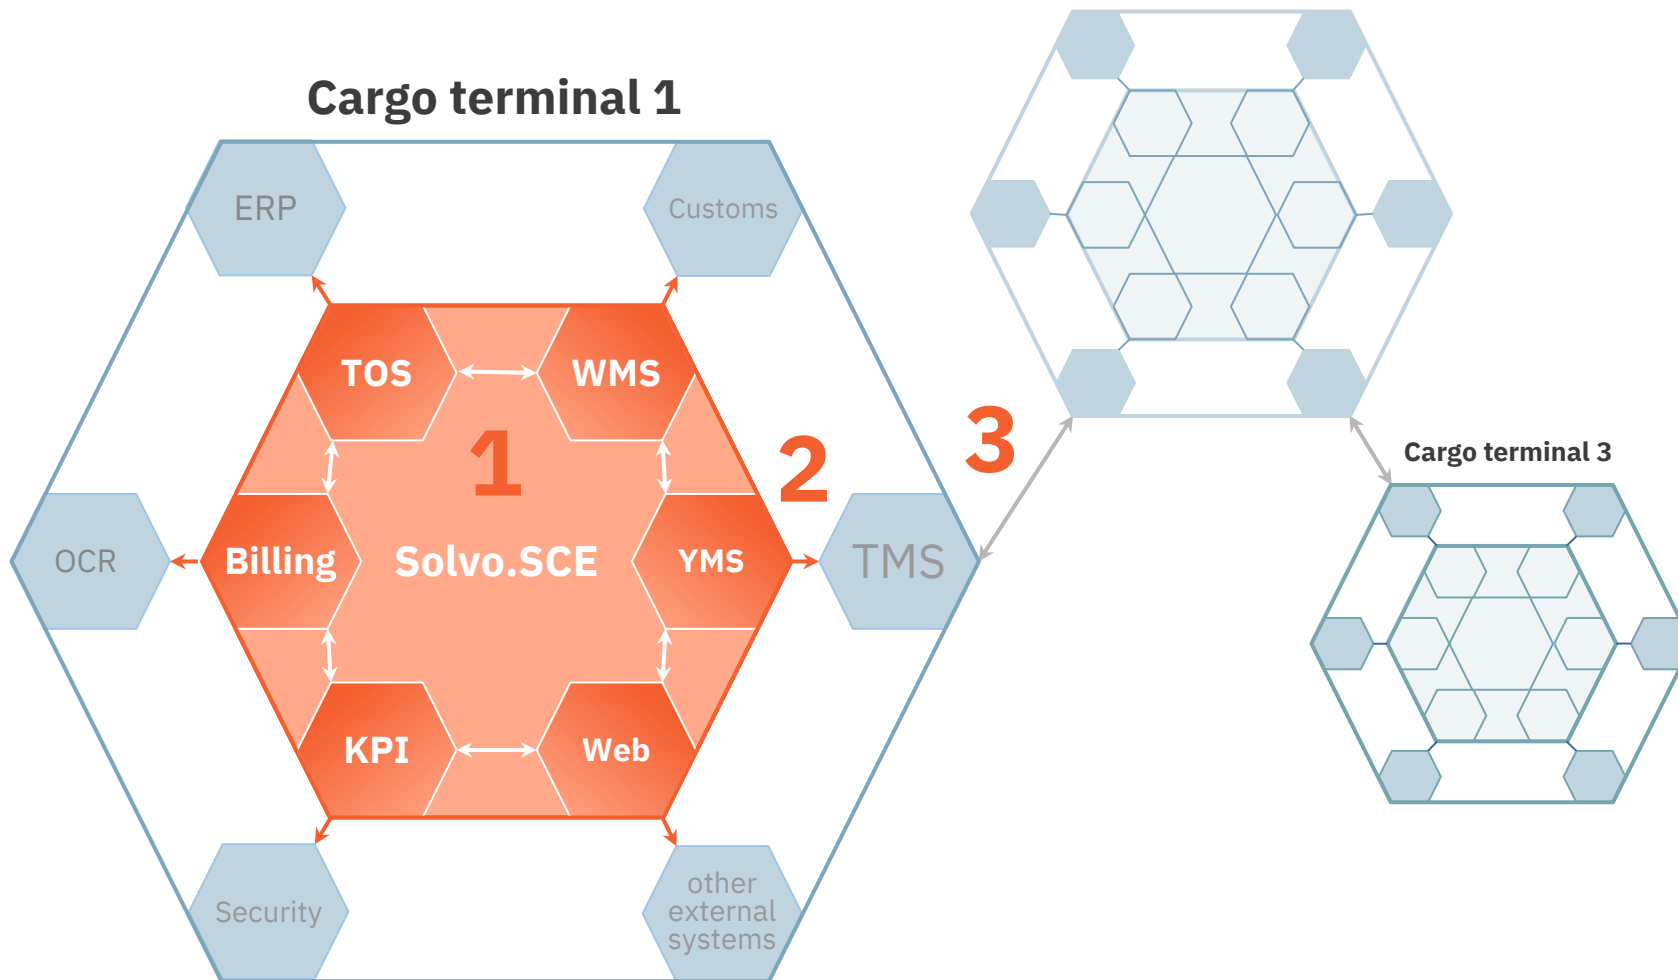 Cargo terminal 1
ERP
Customs
TOS
WMS
1
2
3
Cargo terminal 3
OCR
Billing
Solvo.SCE
YMS
TMS
KPI
Web
Security
other
external
systems